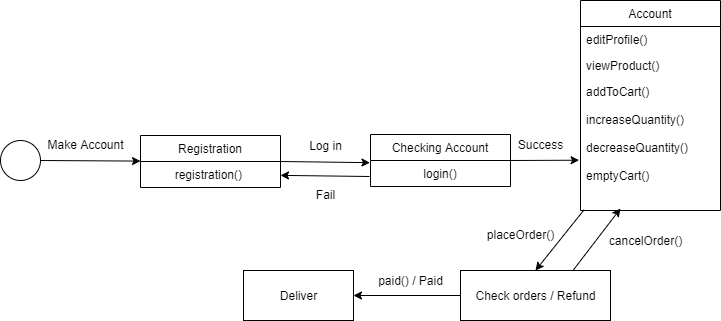 Account
editProfile()
viewProduct()
addToCart()
increaseQuantity()
decreaseQuantity()
emptyCart()
Make Account
Registration
registration()
Log in
Fail
Checking Account
login()
Success
placeOrder()
cancelOrder()
Deliver
paid() / Paid
Check orders / Refund